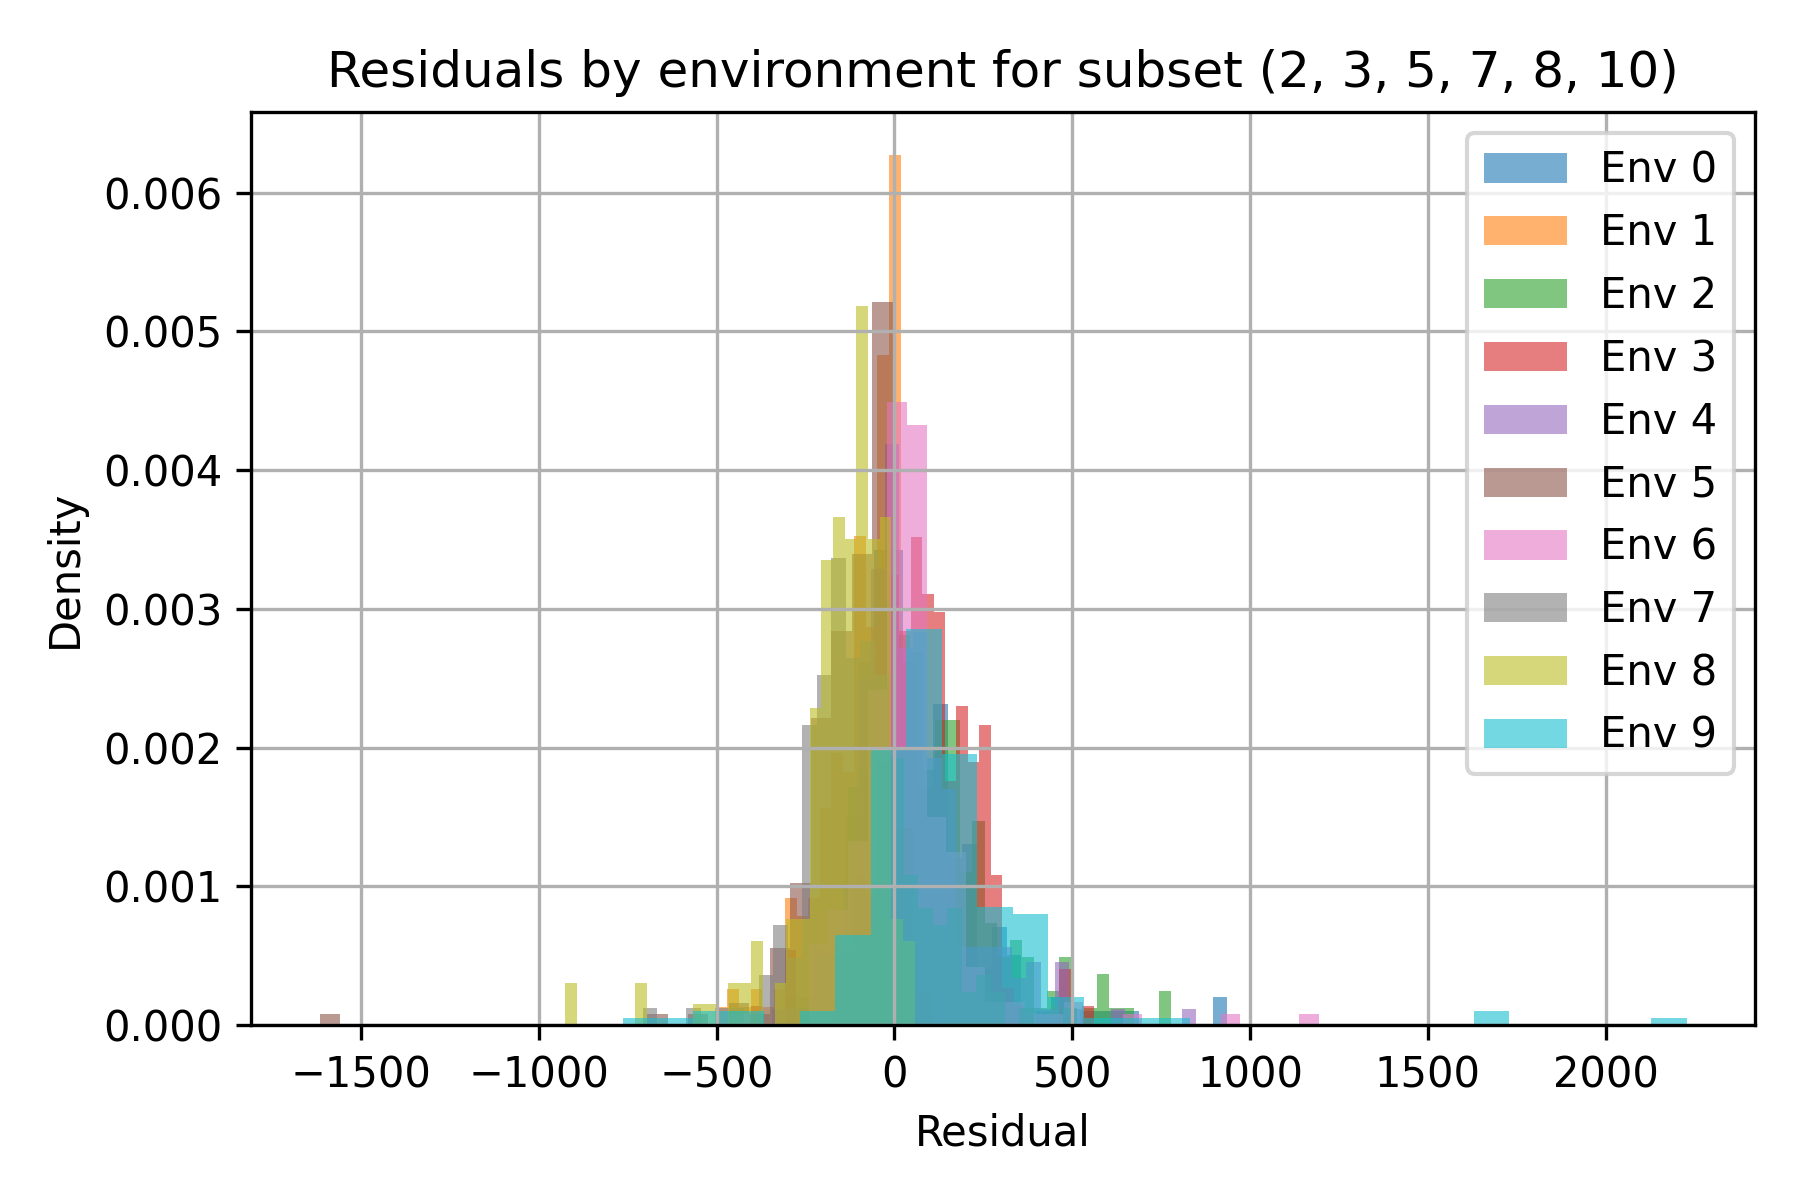 Residuals by environment for subset (2, 3, 5, 7, 8, 10)
Env 0
Env 1
Env 2
Env 3
Env 4
Env 5
Env 6
Env 7
Env 8
Env 9
Density
0.006
0.005
0.004
0.003
0.002
0.001
0.000
−1500 −1000 −500 0 500 1000 1500 2000
Residual